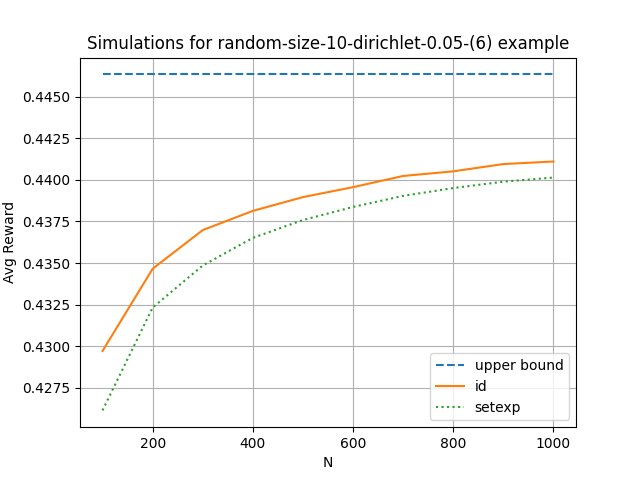 Simulations for random-size-10-dirichlet-0.05-(6) example
0.4450
0.4425
0.4400
0.4375
0.4350
0.4325
0.4300
0.4275
Avg Reward
200
400
600
800
1000
N
upper bound
id
setexp